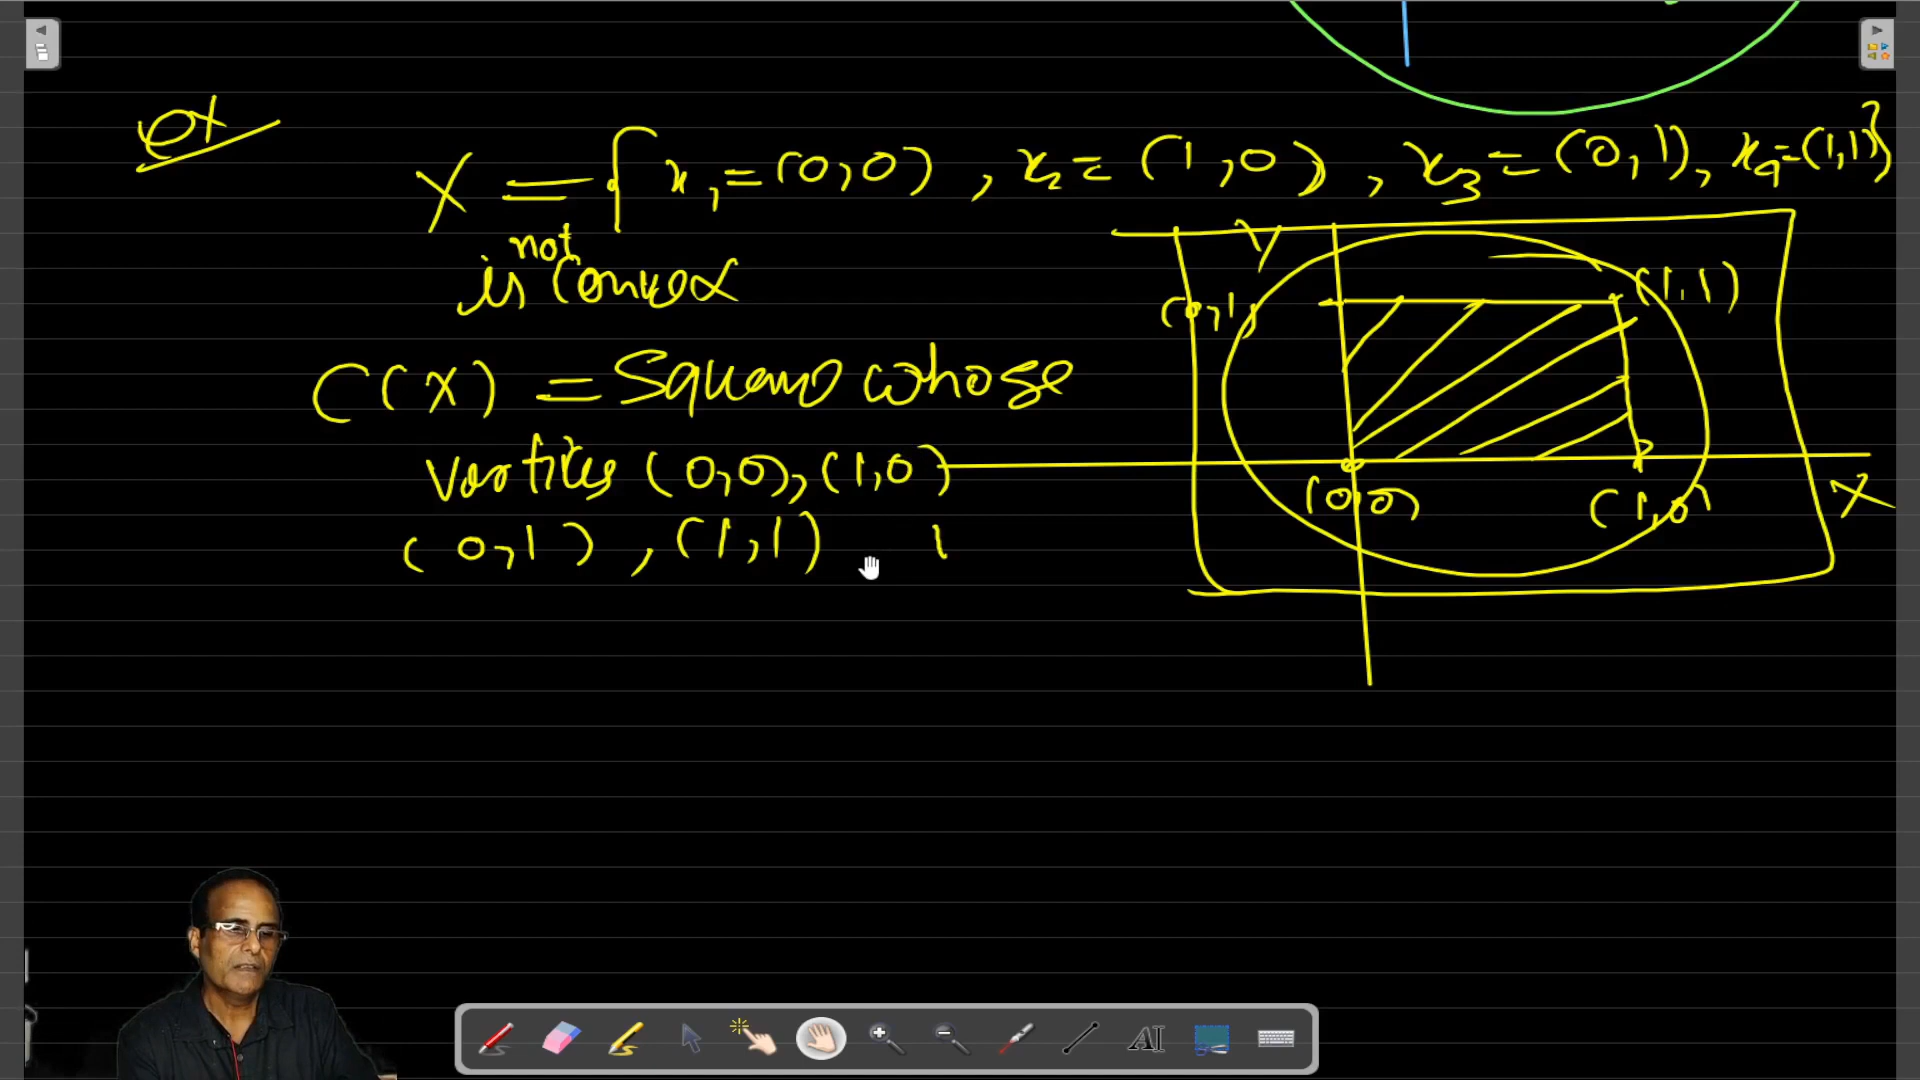 ex
X = { x₁ = (0,0), x₂ = (1,0), x₃ = (0,1), x₄ = (1,1) }
not
is convex
Y
(0,1)
(1,1)
C(X) = Square whose
vertices (0,0), (1,0)
(0,0)
(1,0)
X
(0,1), (1,1)
AI